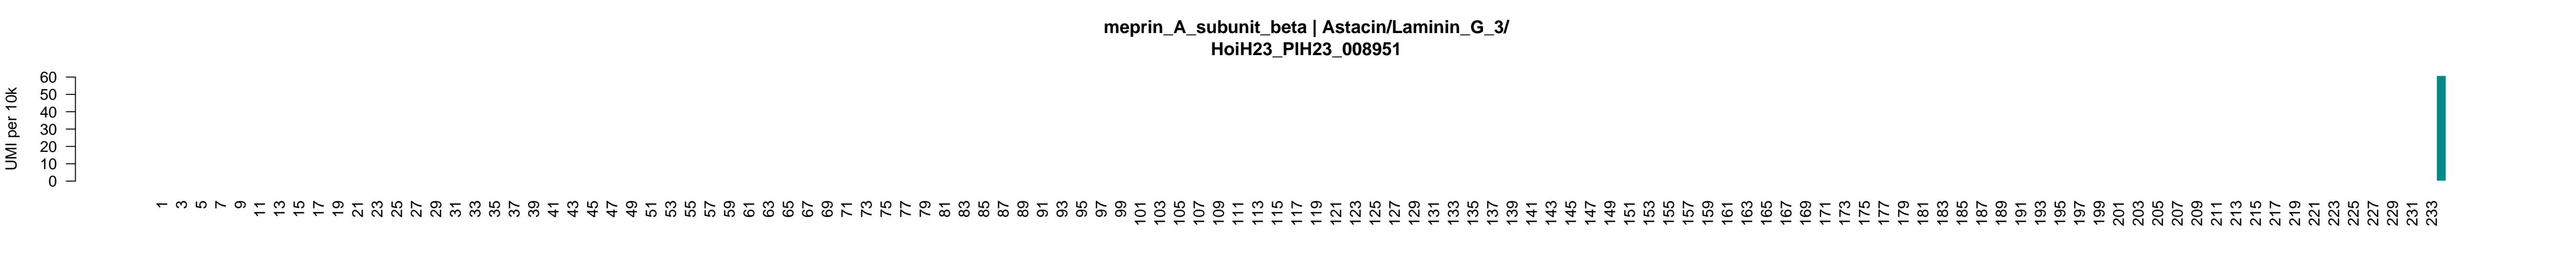 meprin_A_subunit_beta | Astacin/Laminin_G_3/
HoiH23_PlH23_008951
UMI per 10k
60
50
40
30
20
10
0
1 3 5 7 9 11 13 15 17 19 21 23 25 27 29 31 33 35 37 39 41 43 45 47 49 51 53 55 57 59 61 63 65 67 69 71 73 75 77 79 81 83 85 87 89 91 93 95 97 99 101 103 105 107 109 111 113 115 117 119 121 123 125 127 129 131 133 135 137 139 141 143 145 147 149 151 153 155 157 159 161 163 165 167 169 171 173 175 177 179 181 183 185 187 189 191 193 195 197 199 201 203 205 207 209 211 213 215 217 219 221 223 225 227 229 231 233